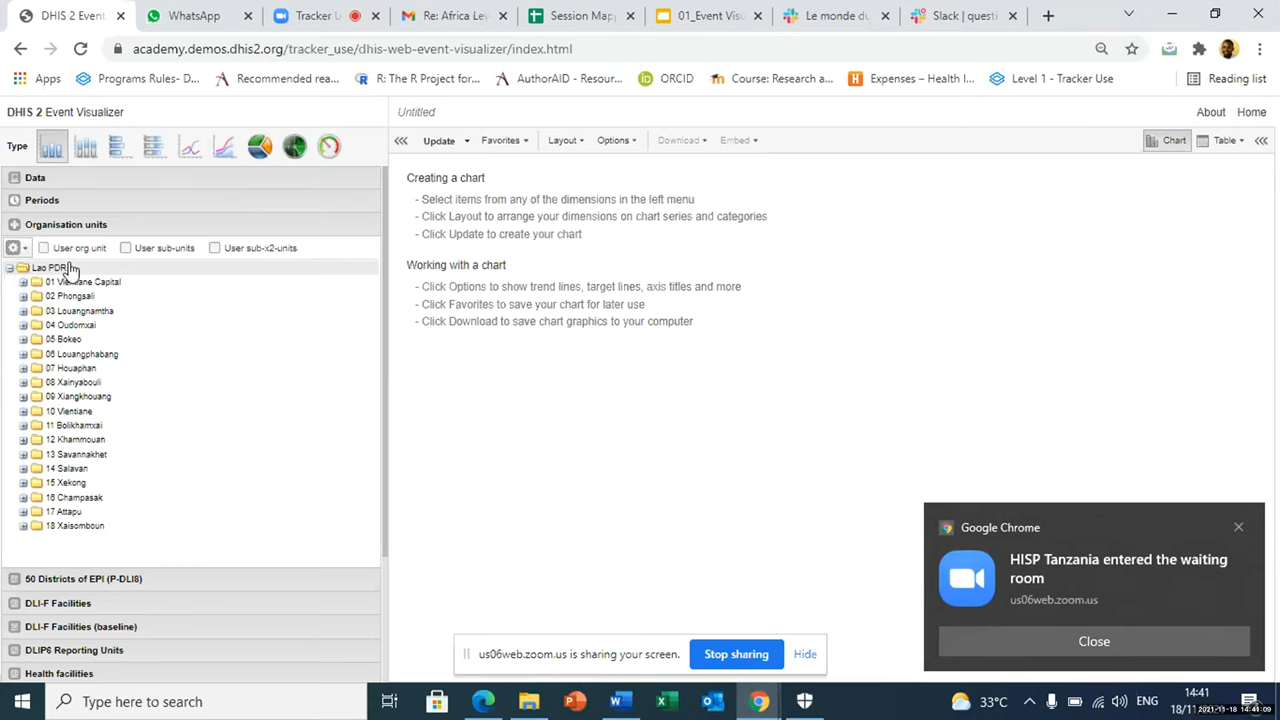 DHIS 2 Event Visualizer
WhatsApp
Tracker U
Re: Africa Le
Session Map
01_Event Visu
Le monde du
Slack | questi
academy.demos.dhis2.org/tracker_use/dhis-web-event-visualizer/index.html
Apps
Programs Rules- D...
Recommended rea...
R: The R Project for...
AuthorAID - Resour...
ORCID
Course: Research a...
Expenses – Health I...
Level 1 - Tracker Use
Reading list
DHIS 2 Event Visualizer
Untitled
About
Home
Type
Update
Favorites
Layout
Options
Download
Embed
Chart
Table
Data
Periods
Organisation units
User org unit
User sub-units
User sub-x2-units
Lao PDR
01 Vientiane Capital
02 Phongsali
03 Louangnamtha
04 Oudomxai
05 Bokeo
06 Louangphabang
07 Houaphan
08 Xainyabouli
09 Xiangkhouang
10 Vientiane
11 Bolikhamxai
12 Khammouan
13 Savannakhet
14 Salavan
15 Xekong
16 Champasak
17 Attapu
18 Xaisomboun
50 Districts of EPI (P-DLI8)
DLI-F Facilities
DLI-F Facilities (baseline)
DLIP6 Reporting Units
Health facilities
Creating a chart
- Select items from any of the dimensions in the left menu
- Click Layout to arrange your dimensions on chart series and categories
- Click Update to create your chart
Working with a chart
- Click Options to show trend lines, target lines, axis titles and more
- Click Favorites to save your chart for later use
- Click Download to save chart graphics to your computer
Google Chrome
HISP Tanzania entered the waiting
room
us06web.zoom.us
Close
us06web.zoom.us is sharing your screen.
Stop sharing
Hide
Type here to search
33°C
ENG
14:41
2021-11-18 14:41:09